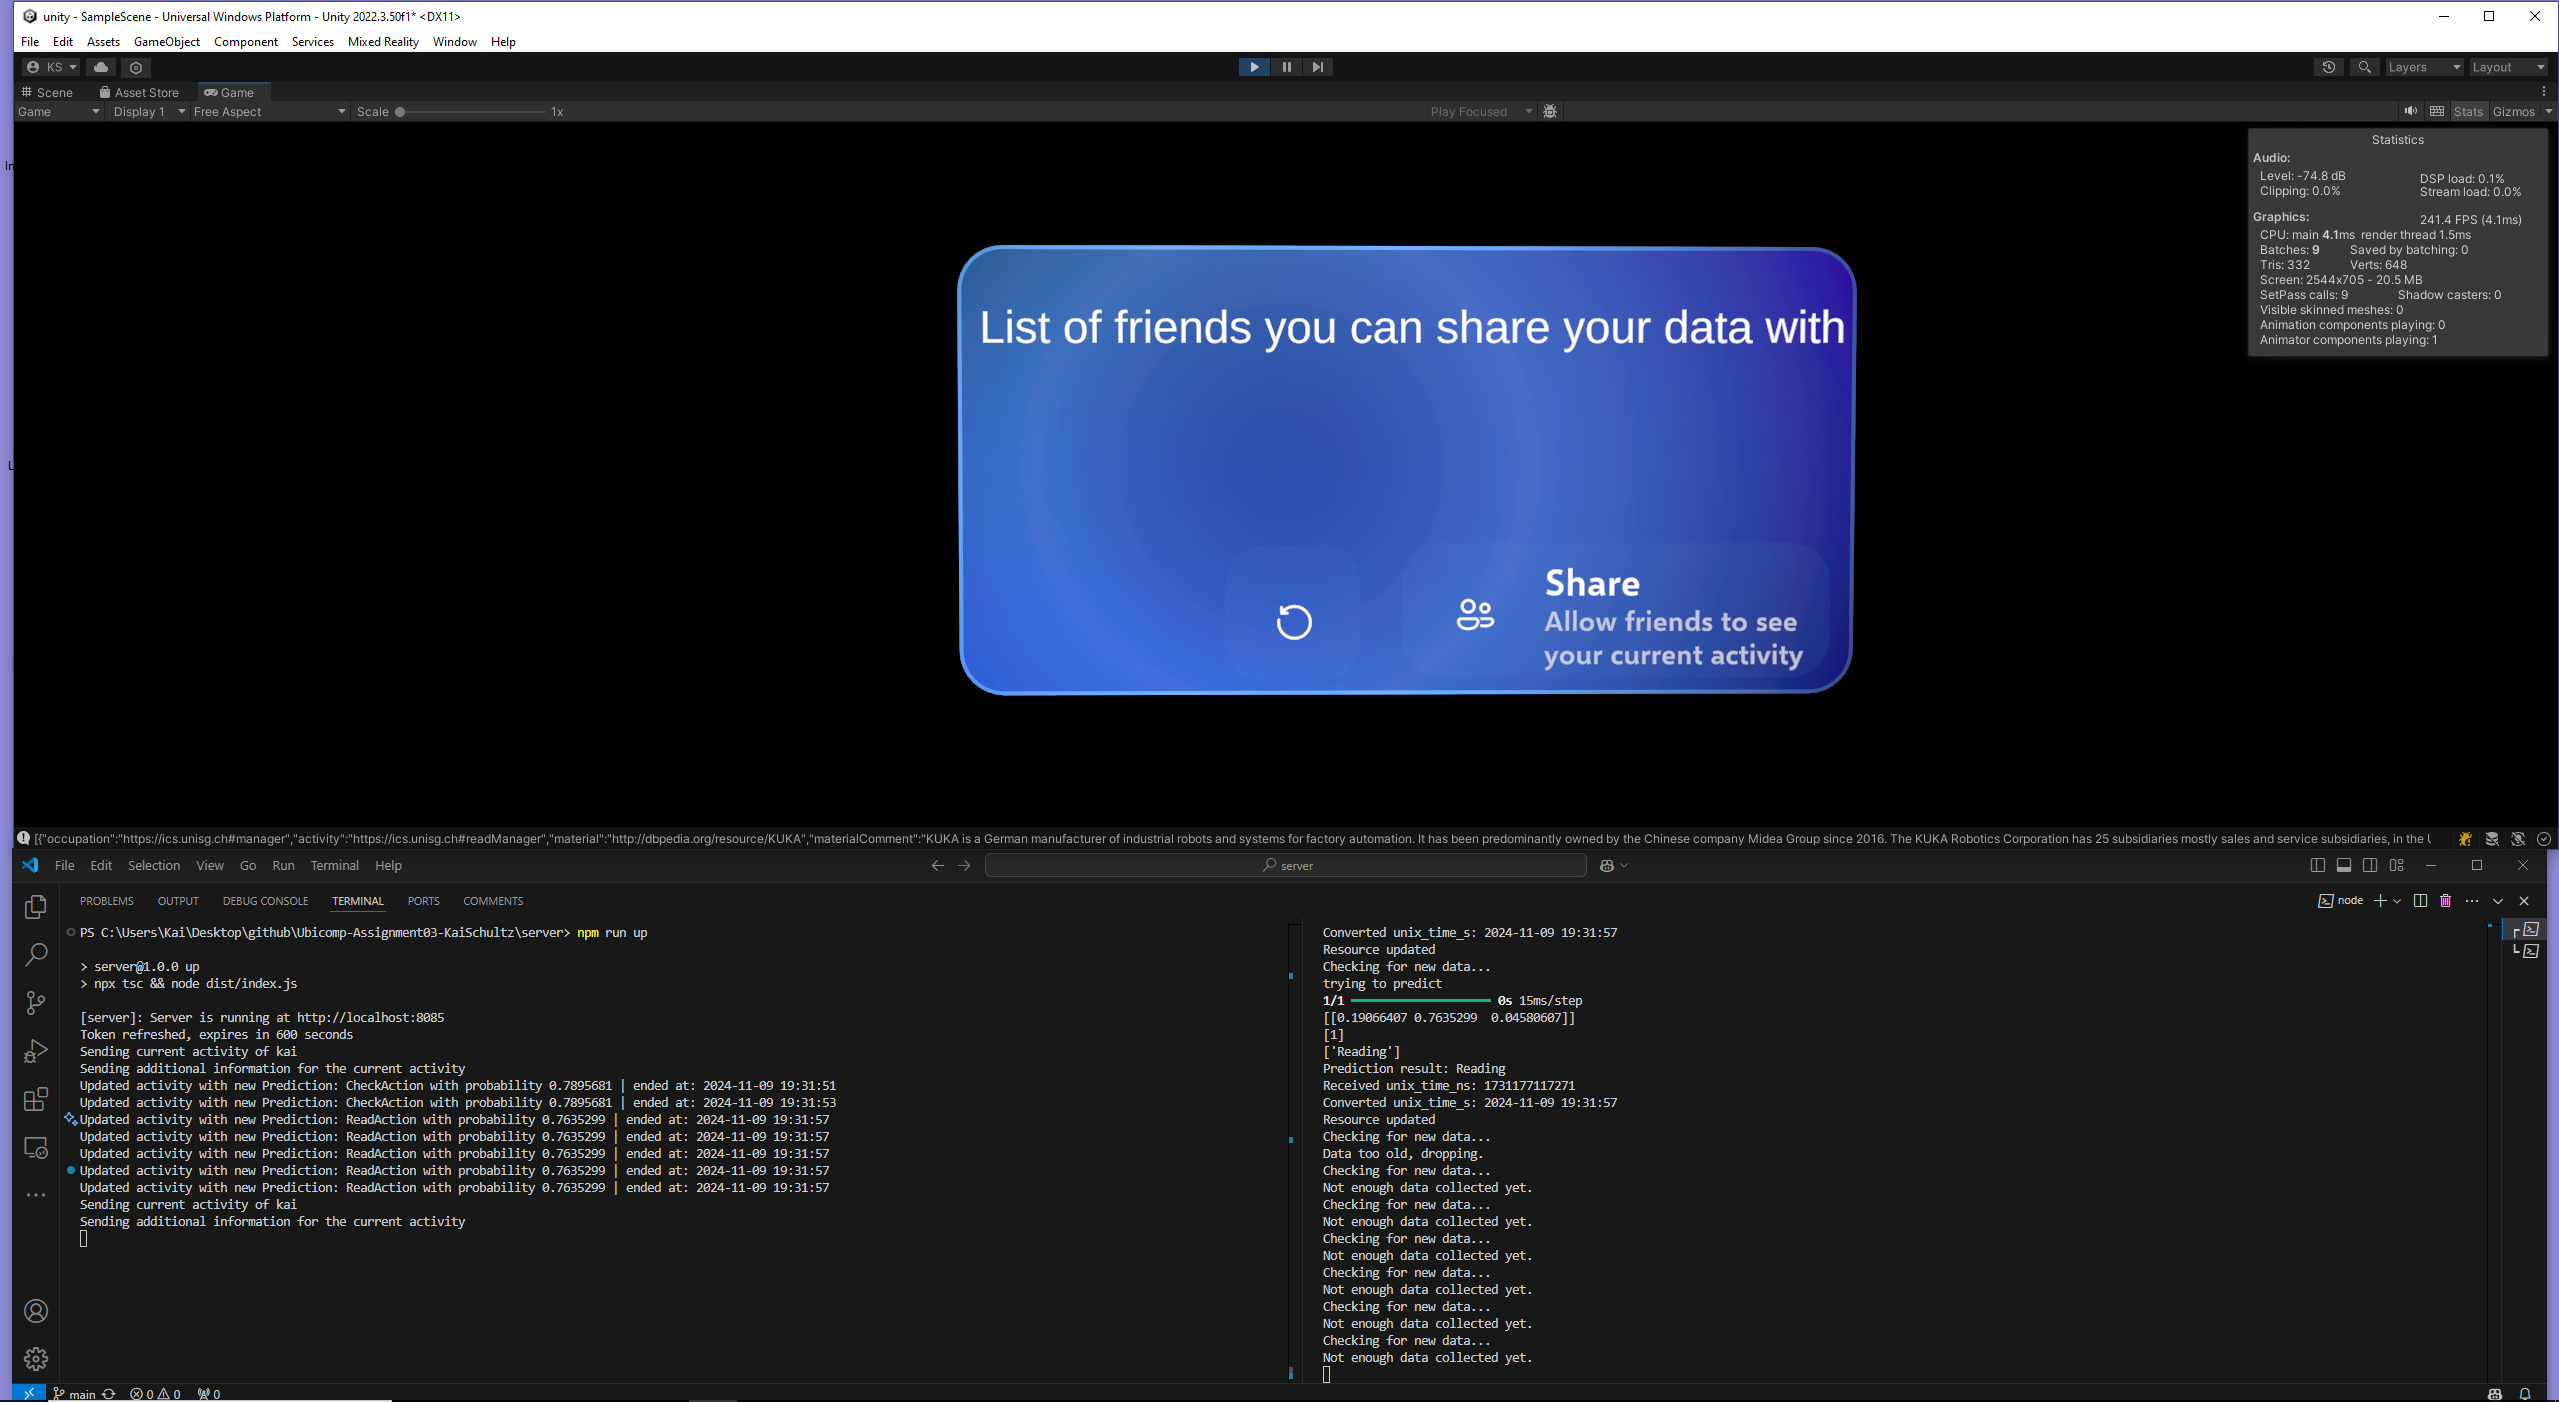 unity - SampleScene - Universal Windows Platform - Unity 2022.3.50f1* <DX11>
File Edit Assets GameObject Component Services Mixed Reality Window Help
KS
Layers Layout
Scene Asset Store Game
Game Display 1 Free Aspect Scale 1x Play Focused Stats Gizmos
Statistics
Audio:
Level: -74.8 dB DSP load: 0.1%
Clipping: 0.0% Stream load: 0.0%
Graphics: 241.4 FPS (4.1ms)
CPU: main 4.1ms render thread 1.5ms
Batches: 9 Saved by batching: 0
Tris: 332 Verts: 648
Screen: 2544x705 - 20.5 MB
SetPass calls: 9 Shadow casters: 0
Visible skinned meshes: 0
Animation components playing: 0
Animator components playing: 1
List of friends you can share your data with
Share
Allow friends to see
your current activity
[{"occupation":"https://ics.unisg.ch#manager","activity":"https://ics.unisg.ch#readManager","material":"http://dbpedia.org/resource/KUKA","materialComment":"KUKA is a German manufacturer of industrial robots and systems for factory automation. It has been predominantly owned by the Chinese company Midea Group since 2016. The KUKA Robotics Corporation has 25 subsidiaries mostly sales and service subsidiaries, in the U
File Edit Selection View Go Run Terminal Help
server
PROBLEMS OUTPUT DEBUG CONSOLE TERMINAL PORTS COMMENTS
node
PS C:\Users\Kai\Desktop\github\Ubicomp-Assignment03-KaiSchultz\server> npm run up
> server@1.0.0 up
> npx tsc && node dist/index.js
[server]: Server is running at http://localhost:8085
Token refreshed, expires in 600 seconds
Sending current activity of kai
Sending additional information for the current activity
Updated activity with new Prediction: CheckAction with probability 0.7895681 | ended at: 2024-11-09 19:31:51
Updated activity with new Prediction: CheckAction with probability 0.7895681 | ended at: 2024-11-09 19:31:53
Updated activity with new Prediction: ReadAction with probability 0.7635299 | ended at: 2024-11-09 19:31:57
Updated activity with new Prediction: ReadAction with probability 0.7635299 | ended at: 2024-11-09 19:31:57
Updated activity with new Prediction: ReadAction with probability 0.7635299 | ended at: 2024-11-09 19:31:57
Updated activity with new Prediction: ReadAction with probability 0.7635299 | ended at: 2024-11-09 19:31:57
Updated activity with new Prediction: ReadAction with probability 0.7635299 | ended at: 2024-11-09 19:31:57
Sending current activity of kai
Sending additional information for the current activity
Converted unix_time_s: 2024-11-09 19:31:57
Resource updated
Checking for new data...
trying to predict
1/1 0s 15ms/step
[[0.19066407 0.7635299 0.04580607]]
[1]
['Reading']
Prediction result: Reading
Received unix_time_ns: 1731177117271
Converted unix_time_s: 2024-11-09 19:31:57
Resource updated
Checking for new data...
Data too old, dropping.
Checking for new data...
Not enough data collected yet.
Checking for new data...
Not enough data collected yet.
Checking for new data...
Not enough data collected yet.
Checking for new data...
Not enough data collected yet.
Checking for new data...
Not enough data collected yet.
Checking for new data...
Not enough data collected yet.
main 0 0 0